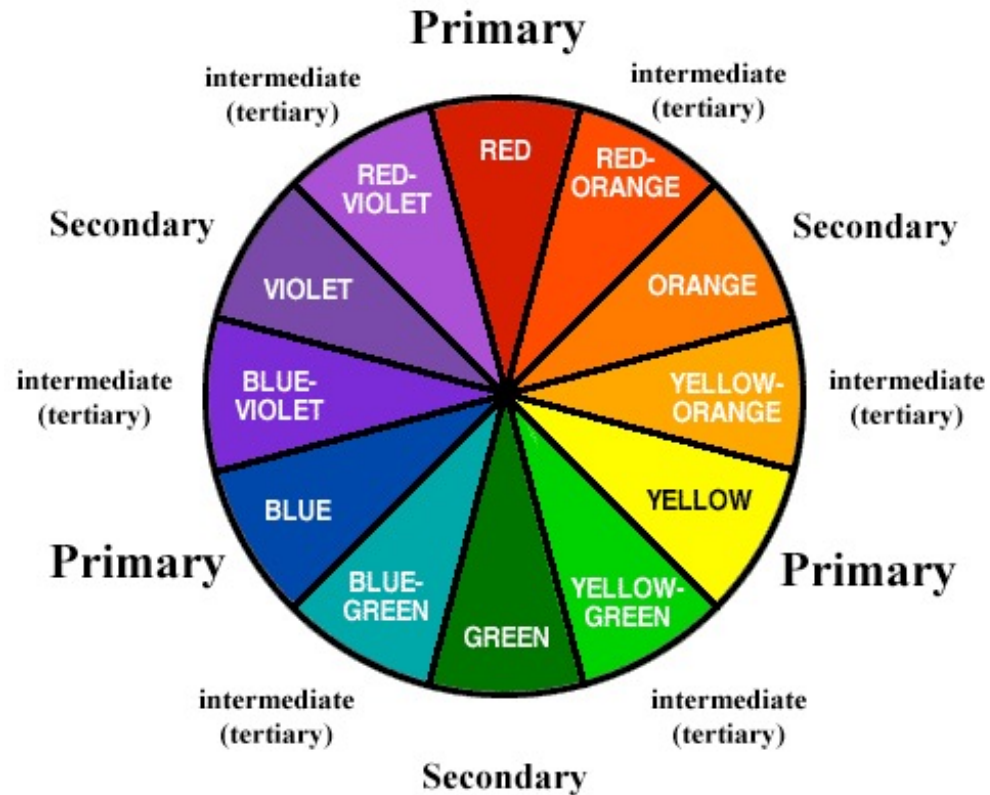 Primary
intermediate
(tertiary)
intermediate
(tertiary)
RED
RED-
ORANGE
RED-
VIOLET
Secondary
Secondary
ORANGE
VIOLET
intermediate
(tertiary)
BLUE-
VIOLET
YELLOW-
ORANGE
intermediate
(tertiary)
BLUE
YELLOW
Primary
Primary
BLUE-
GREEN
GREEN
YELLOW-
GREEN
intermediate
(tertiary)
intermediate
(tertiary)
Secondary